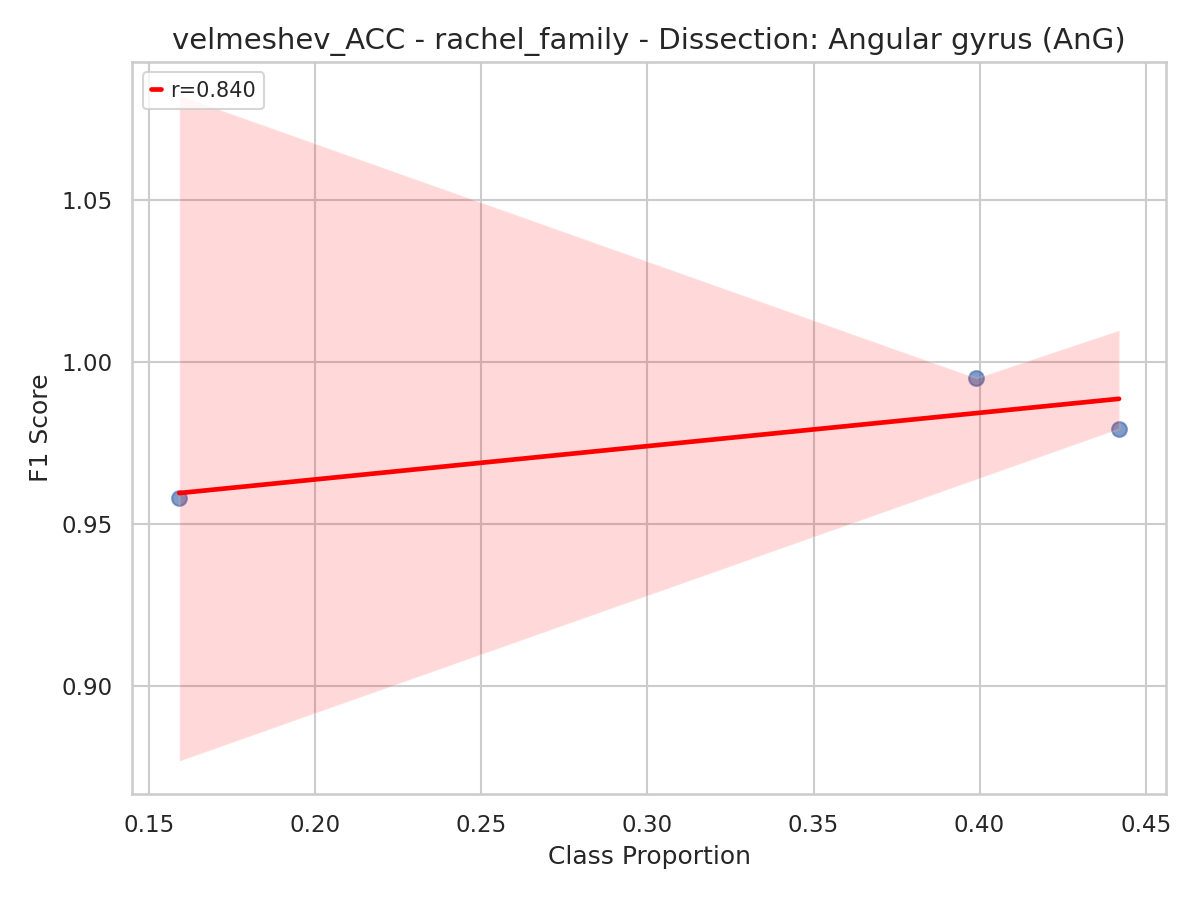 velmeshev_ACC - rachel_family - Dissection: Angular gyrus (AnG)
r=0.840
1.05
1.00
0.95
0.90
F1 Score
0.15 0.20 0.25 0.30 0.35 0.40 0.45
Class Proportion